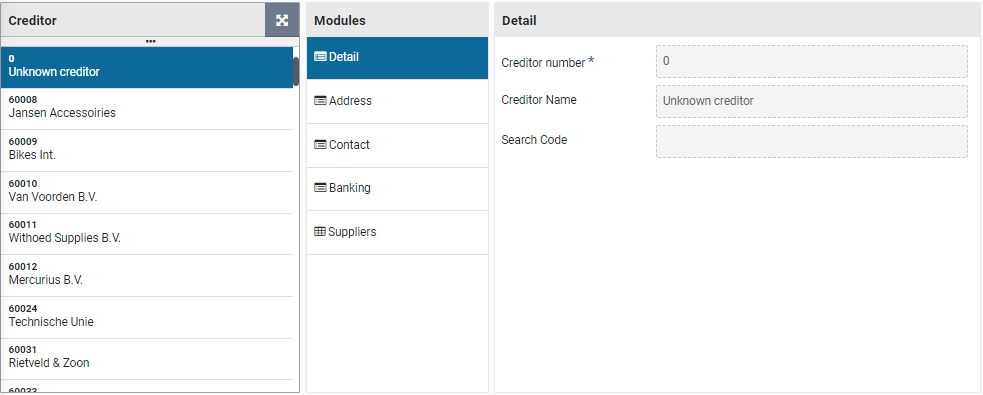 Creditor
0
Unknown creditor
60008
Jansen Accessoiries
60009
Bikes Int.
60010
Van Voorden B.V.
60011
Withoed Supplies B.V.
60012
Mercurius B.V.
60024
Technische Unie
60031
Rietveld & Zoon
60033
Modules
Detail
Address
Contact
Banking
Suppliers
Detail
Creditor number * 0
Creditor Name Unknown creditor
Search Code